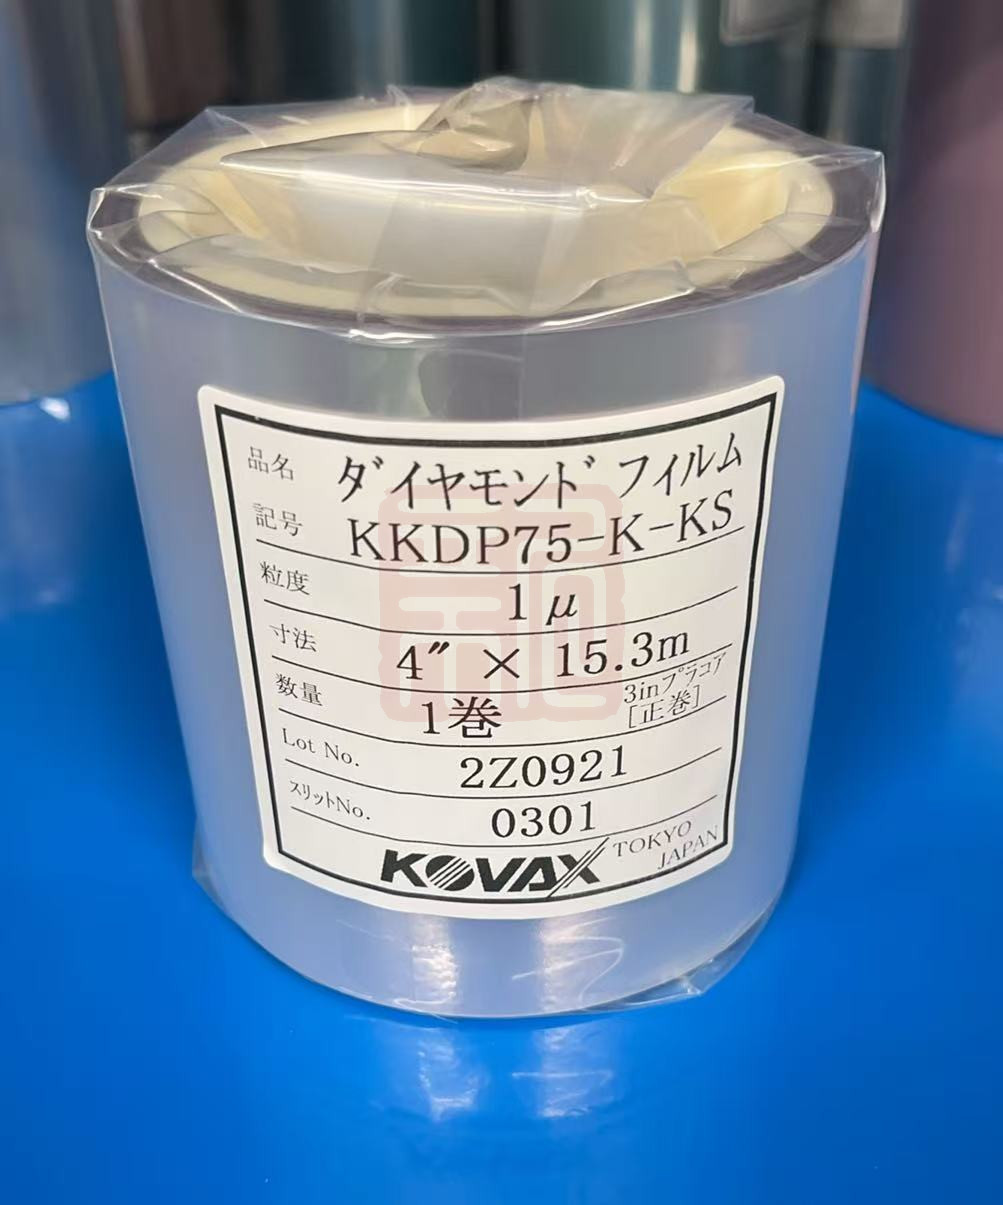 品名 ダイヤモンド フィルム
記号 KKDP75-K-KS
粒度 1 μ
寸法 4″ × 15.3m
数量 1巻 3inプラコア
[正巻]
Lot No. 2Z0921
スリットNo. 0301
KOVAX TOKYO
JAPAN